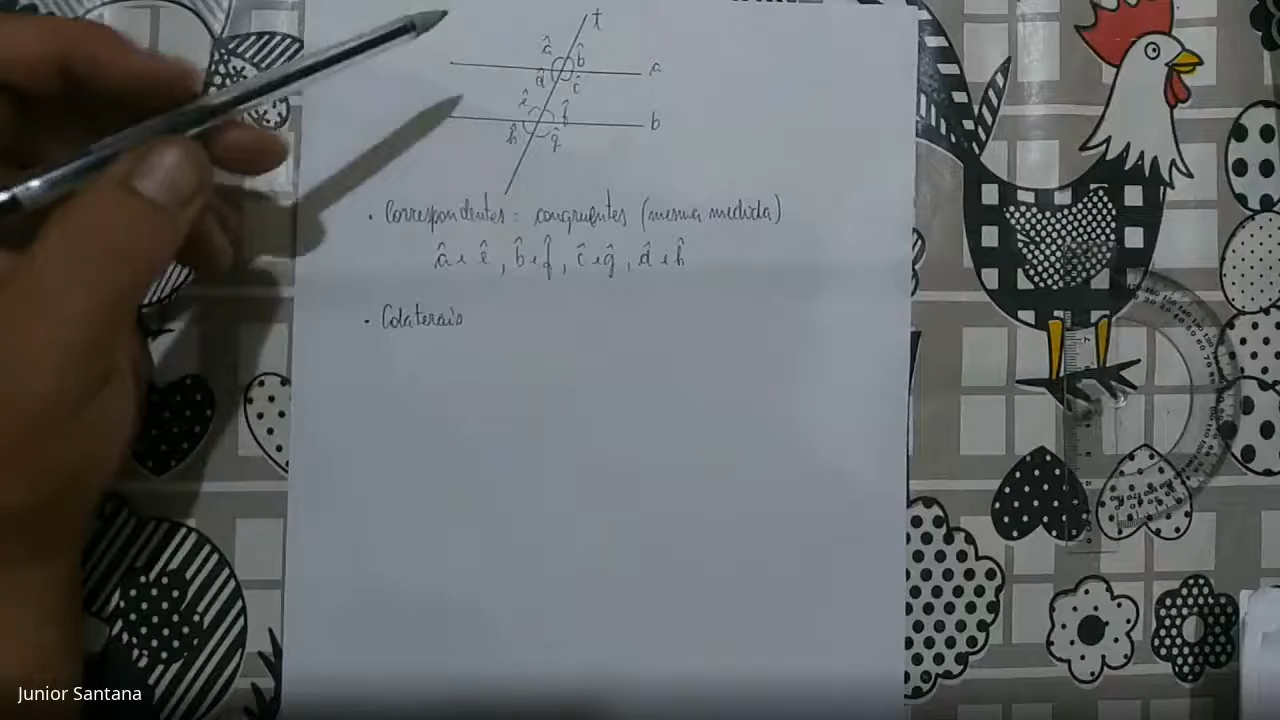 t
â b̂
a
d̂ ĉ
ê f̂
b
ĥ ĝ
• Correspondentes: congruentes (mesma medida)
â e ê, b̂ e f̂, ĉ e ĝ, d̂ e ĥ
• Colaterais
Junior Santana